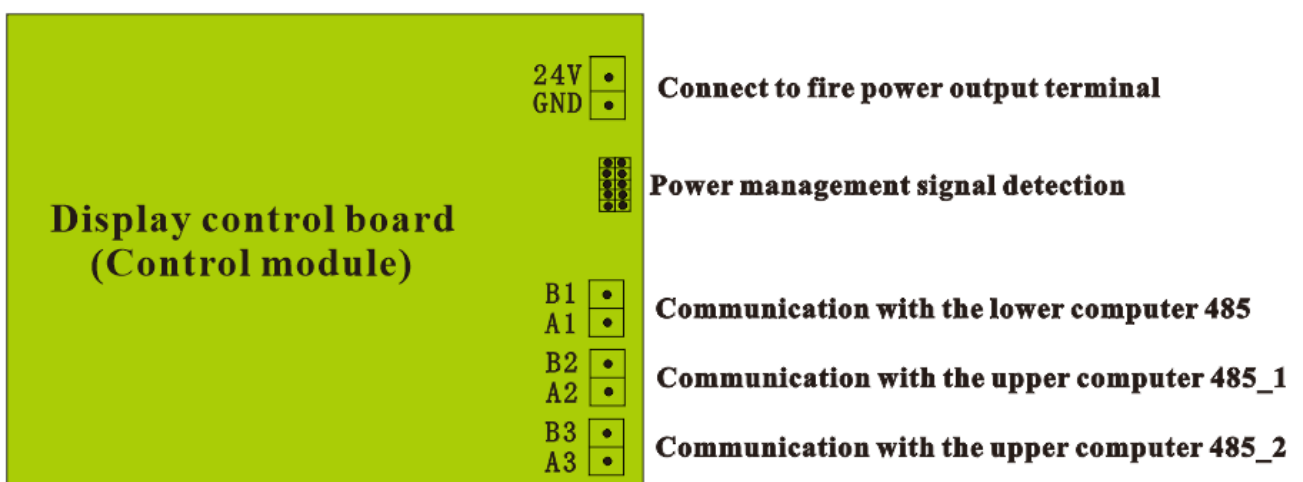 24V
GND
Connect to fire power output terminal
Power management signal detection
Display control board
(Control module)
B1
A1
Communication with the lower computer 485
B2
A2
Communication with the upper computer 485_1
B3
A3
Communication with the upper computer 485_2